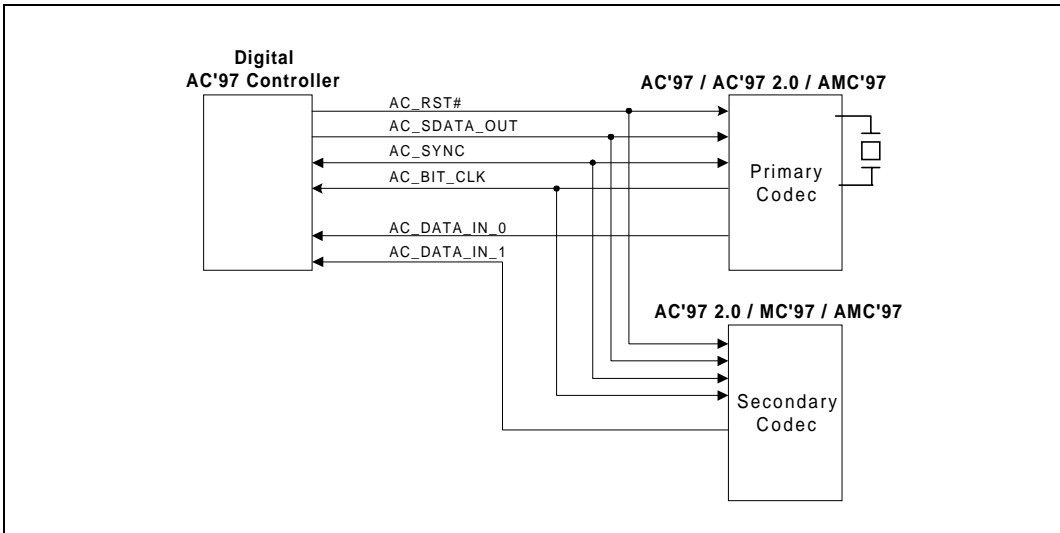 Digital
AC'97 Controller
AC'97 / AC'97 2.0 / AMC'97
AC_RST#
AC_SDATA_OUT
AC_SYNC
AC_BIT_CLK
AC_DATA_IN_0
AC_DATA_IN_1
Primary
Codec
AC'97 2.0 / MC'97 / AMC'97
Secondary
Codec